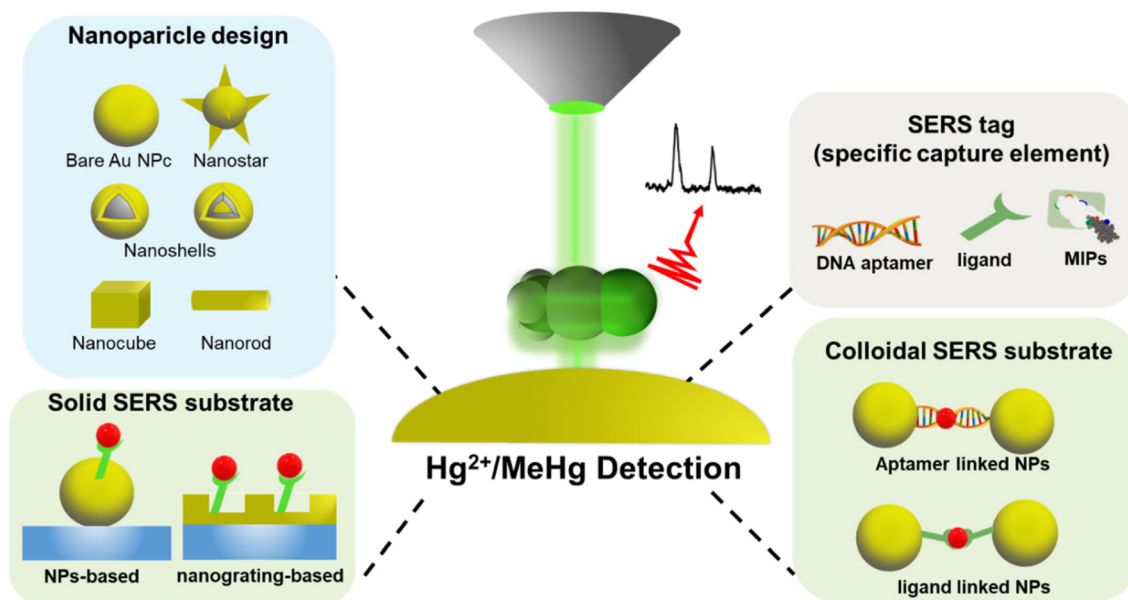 Nanoparicle design
Bare Au NPc
Nanostar
Nanoshells
Nanocube
Nanorod
Solid SERS substrate
NPs-based
nanograting-based
Hg²⁺/MeHg Detection
SERS tag
(specific capture element)
DNA aptamer
ligand
MIPs
Colloidal SERS substrate
Aptamer linked NPs
ligand linked NPs